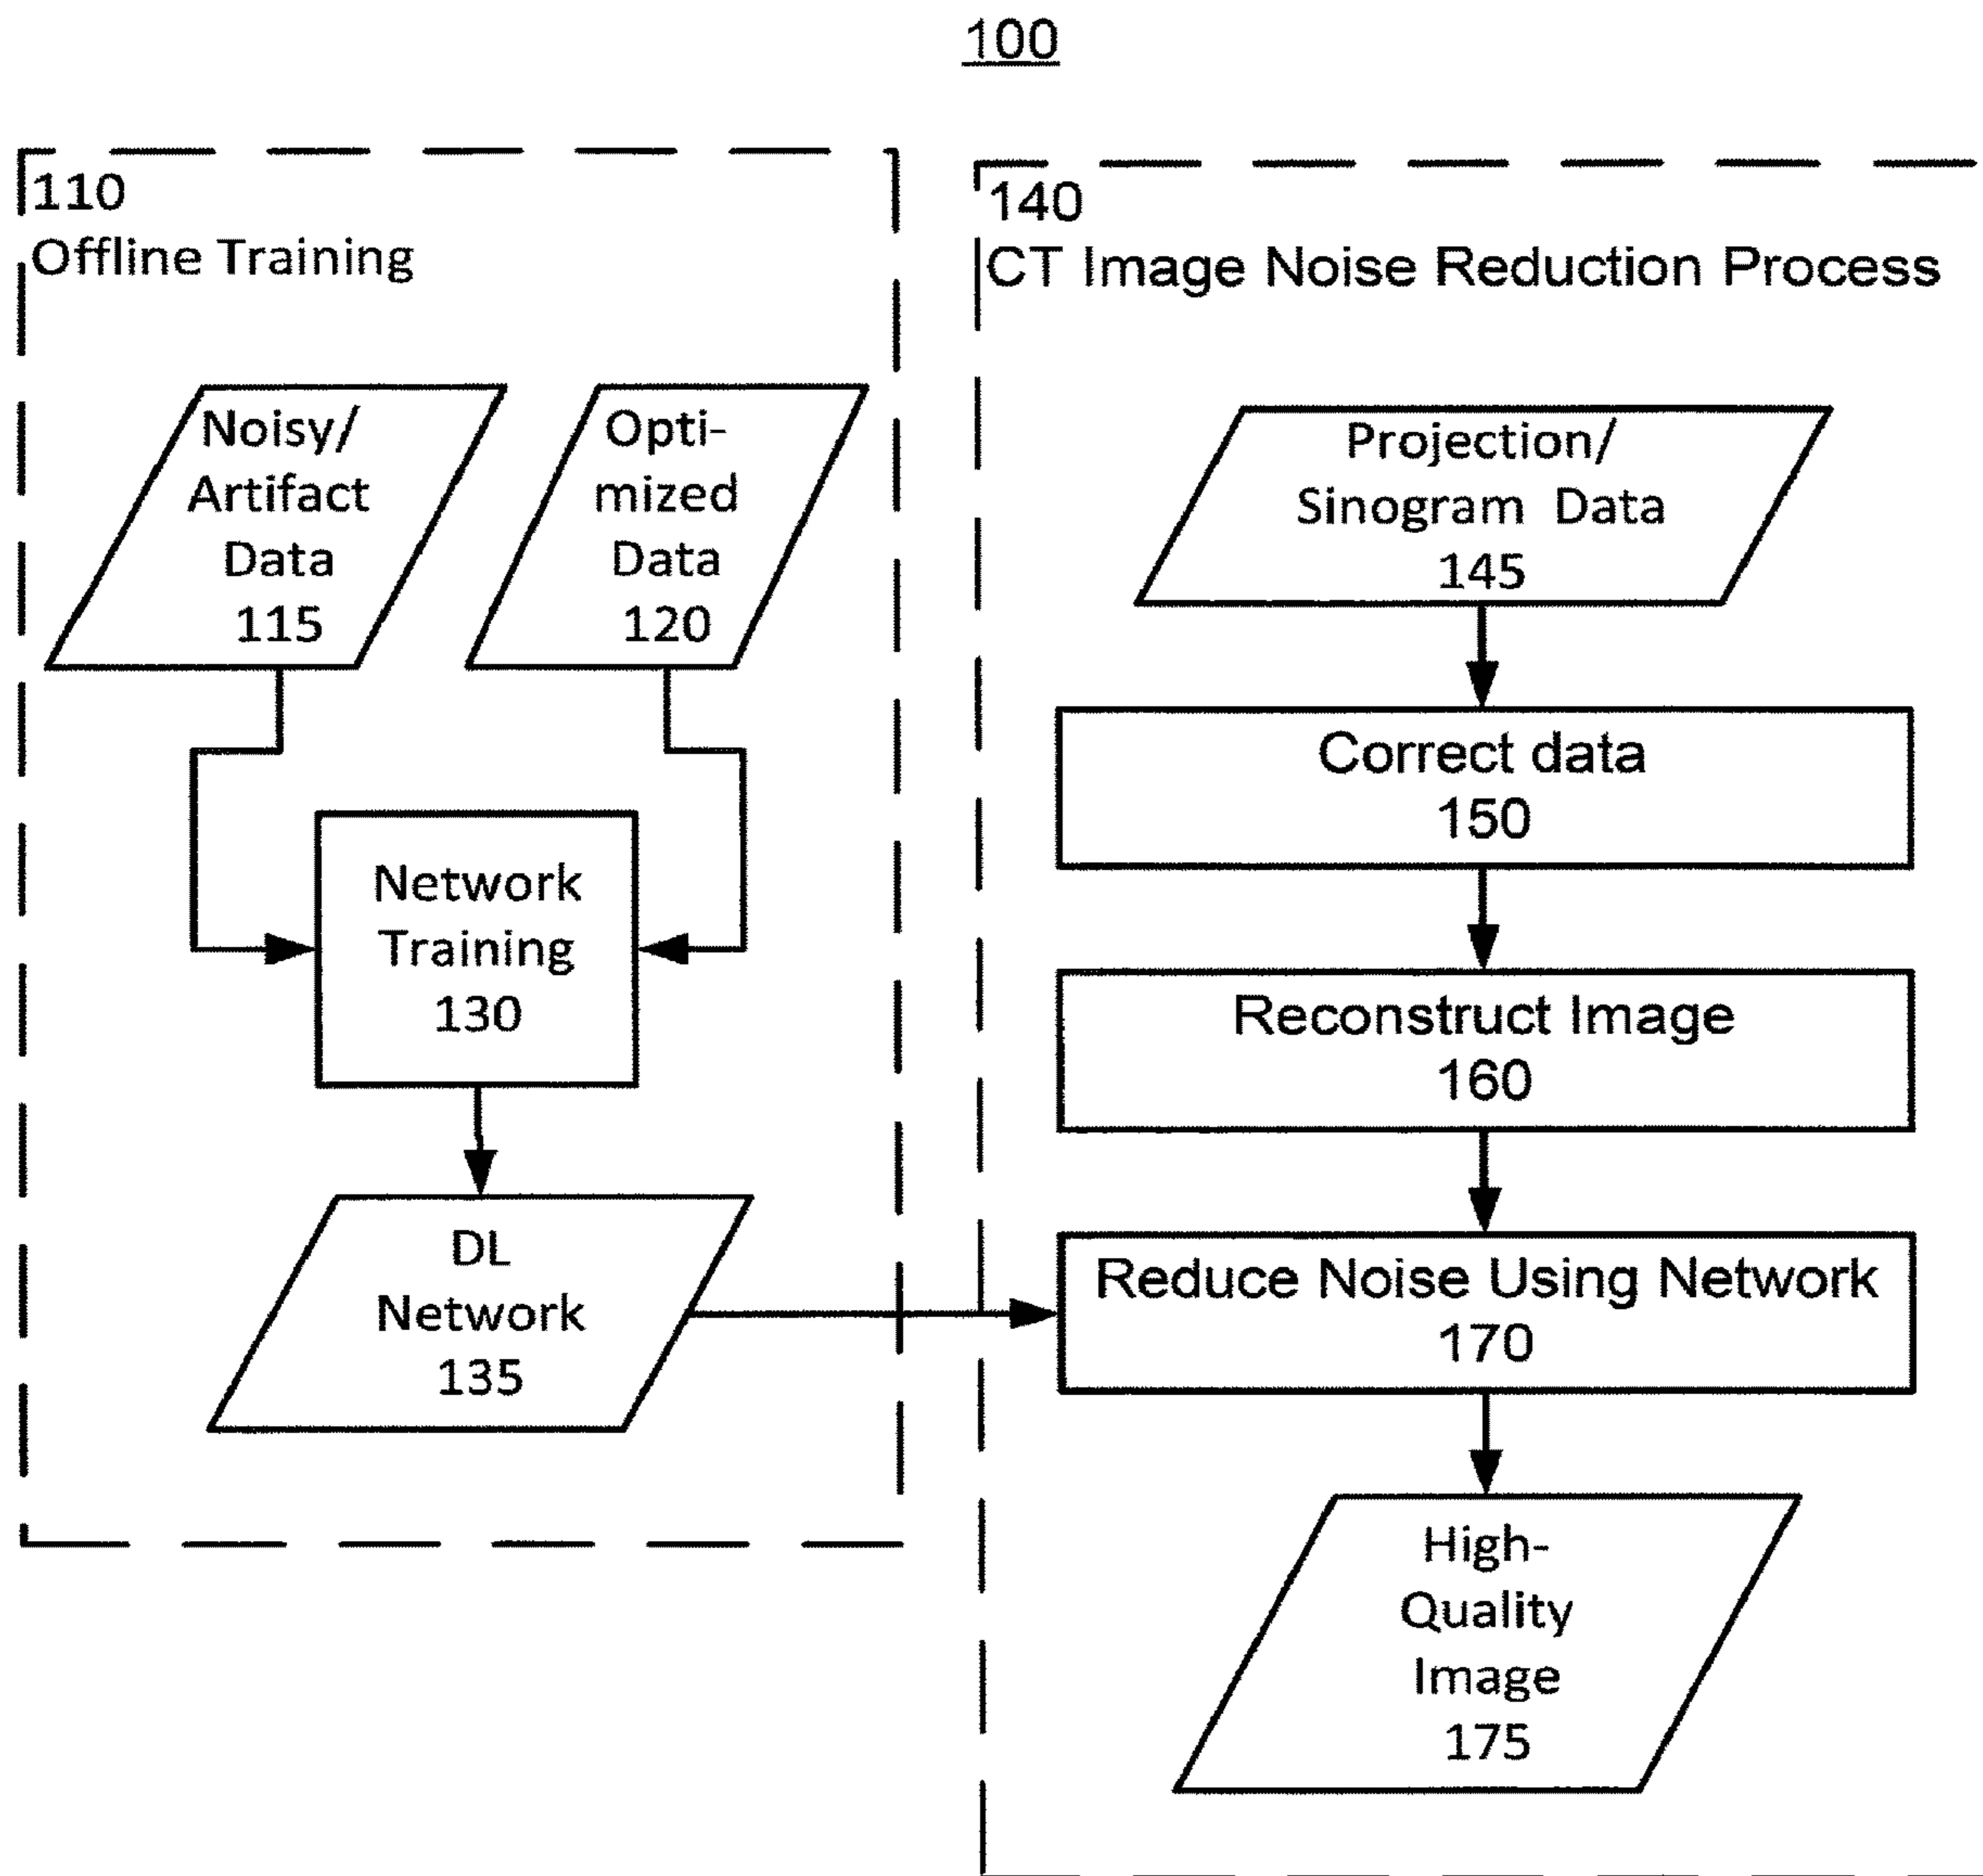 100
110
Offline Training
Noisy/
Artifact
Data
115
Opti-
mized
Data
120
Network
Training
130
DL
Network
135
140
CT Image Noise Reduction Process
Projection/
Sinogram Data
145
Correct data
150
Reconstruct Image
160
Reduce Noise Using Network
170
High-
Quality
Image
175